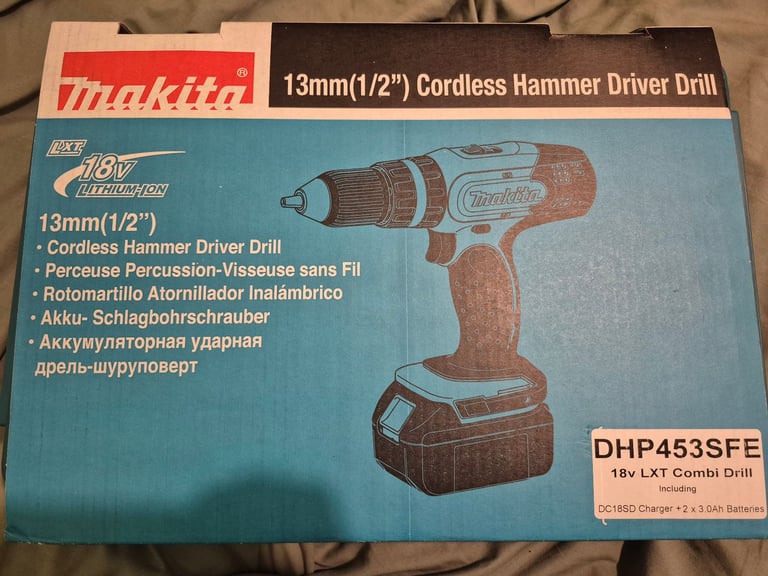 makita®
13mm(1/2”) Cordless Hammer Driver Drill
LXT
18V
LITHIUM-ION
13mm(1/2”)
• Cordless Hammer Driver Drill
• Perceuse Percussion-Visseuse sans Fil
• Rotomartillo Atornillador Inalámbrico
• Akku- Schlagbohrschrauber
• Аккумуляторная ударная
дрель-шуруповерт
makita
DHP453SFE
18v LXT Combi Drill
Including
DC18SD Charger + 2 x 3.0Ah Batteries